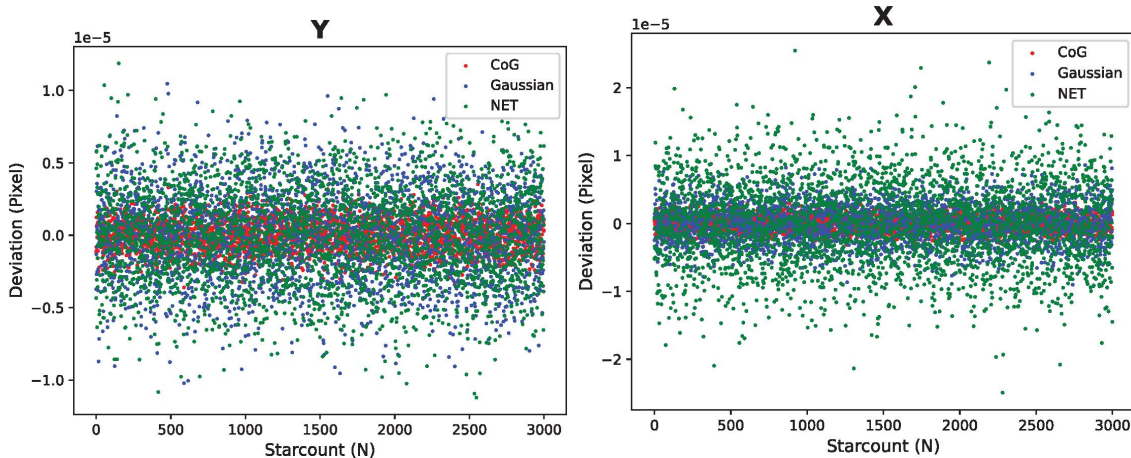 Y
1e−5
CoG
Gaussian
NET
1.0
0.5
0.0
−0.5
−1.0
Deviation (Pixel)
0 500 1000 1500 2000 2500 3000
Starcount (N)
X
1e−5
CoG
Gaussian
NET
2
1
0
−1
−2
Deviation (Pixel)
0 500 1000 1500 2000 2500 3000
Starcount (N)